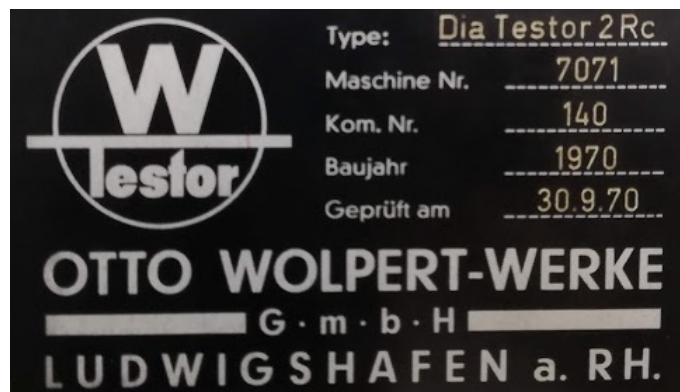 W
Testor
Type: Dia Testor 2 Rc
Maschine Nr. 7071
Kom. Nr. 140
Baujahr 1970
Geprüft am 30.9.70
OTTO WOLPERT-WERKE
G·m·b·H
LUDWIGSHAFEN a. RH.